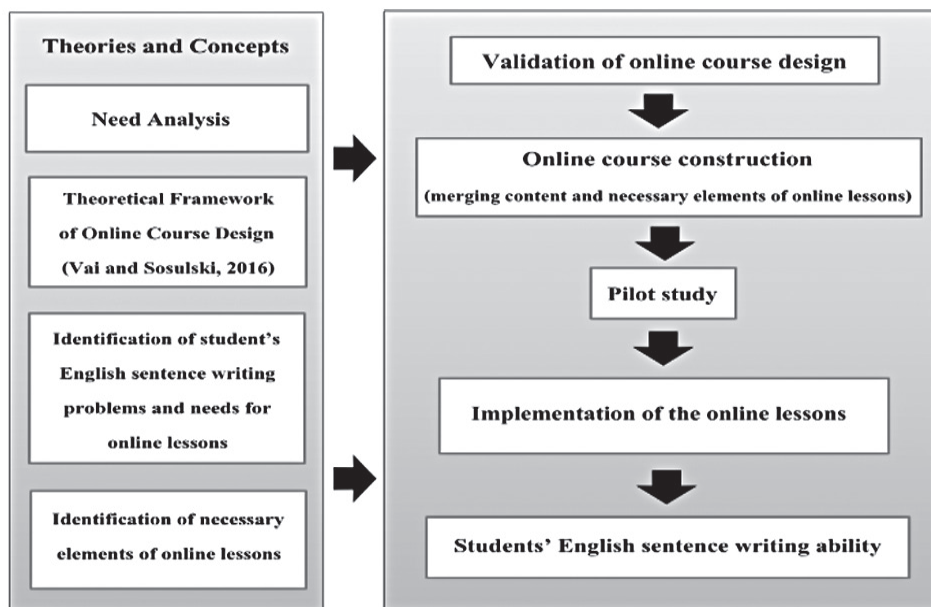 Theories and Concepts
Need Analysis
Theoretical Framework
of Online Course Design
(Vai and Sosulski, 2016)
Identification of student's
English sentence writing
problems and needs for
online lessons
Identification of necessary
elements of online lessons
Validation of online course design
Online course construction
(merging content and necessary elements of online lessons)
Pilot study
Implementation of the online lessons
Students' English sentence writing ability